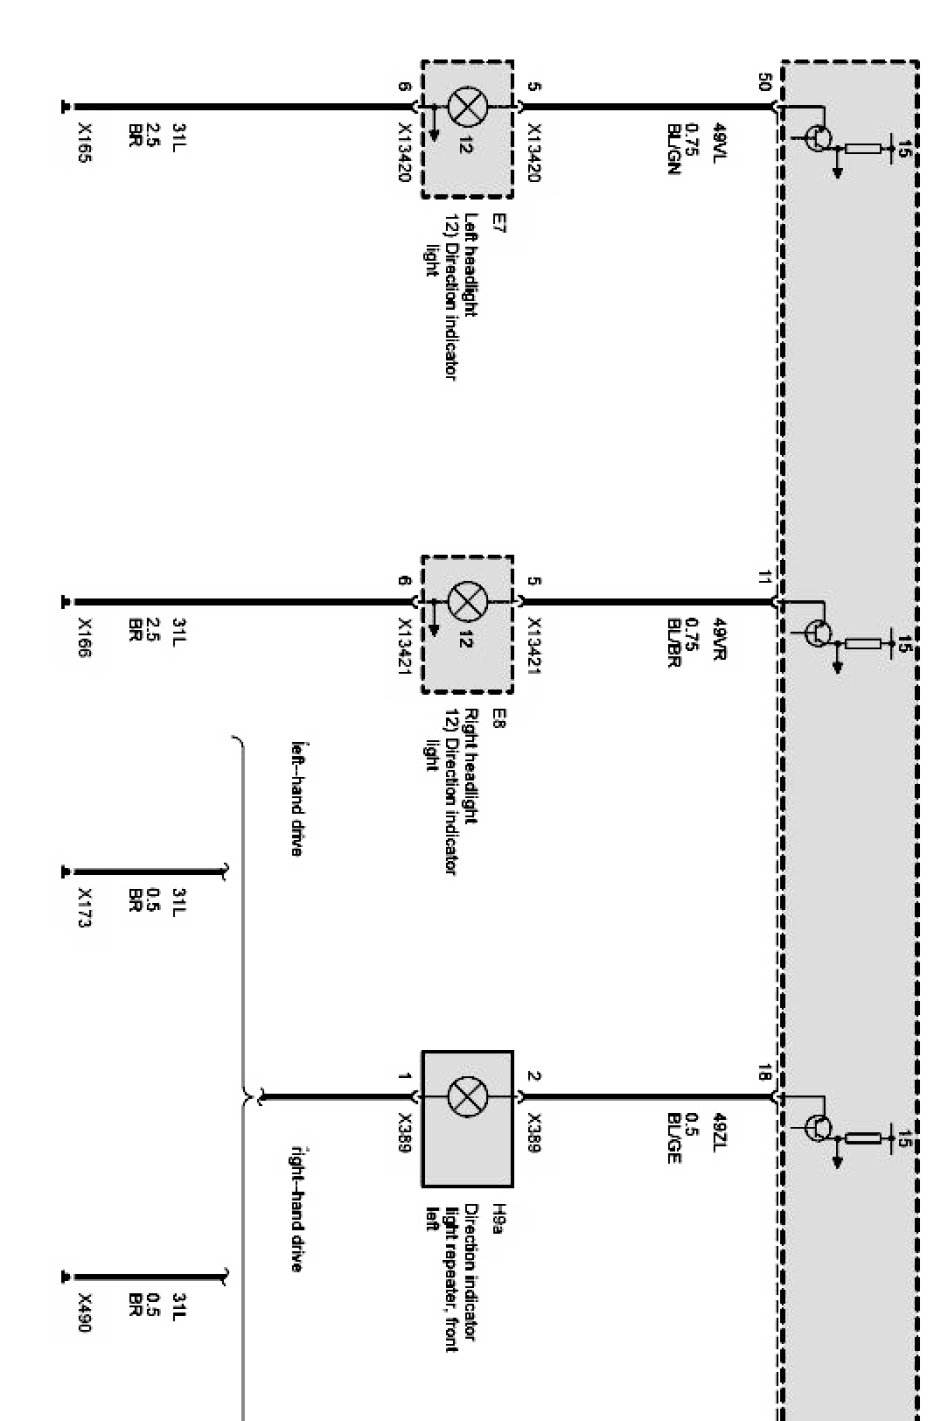 15
50
49VL
0.75
BL/GN
5
X13420
E7
Left headlight
12) Direction indicator
light
12
6
X13420
31L
2.5
BR
X165
15
11
49VR
0.75
BL/BR
5
X13421
E8
Right headlight
12) Direction indicator
light
12
6
X13421
31L
2.5
BR
X166
15
18
49ZL
0.5
BL/GE
2
X389
H9a
Direction indicator
light repeater, front
left
1
X389
left-hand drive
right-hand drive
31L
0.5
BR
X173
31L
0.5
BR
X490